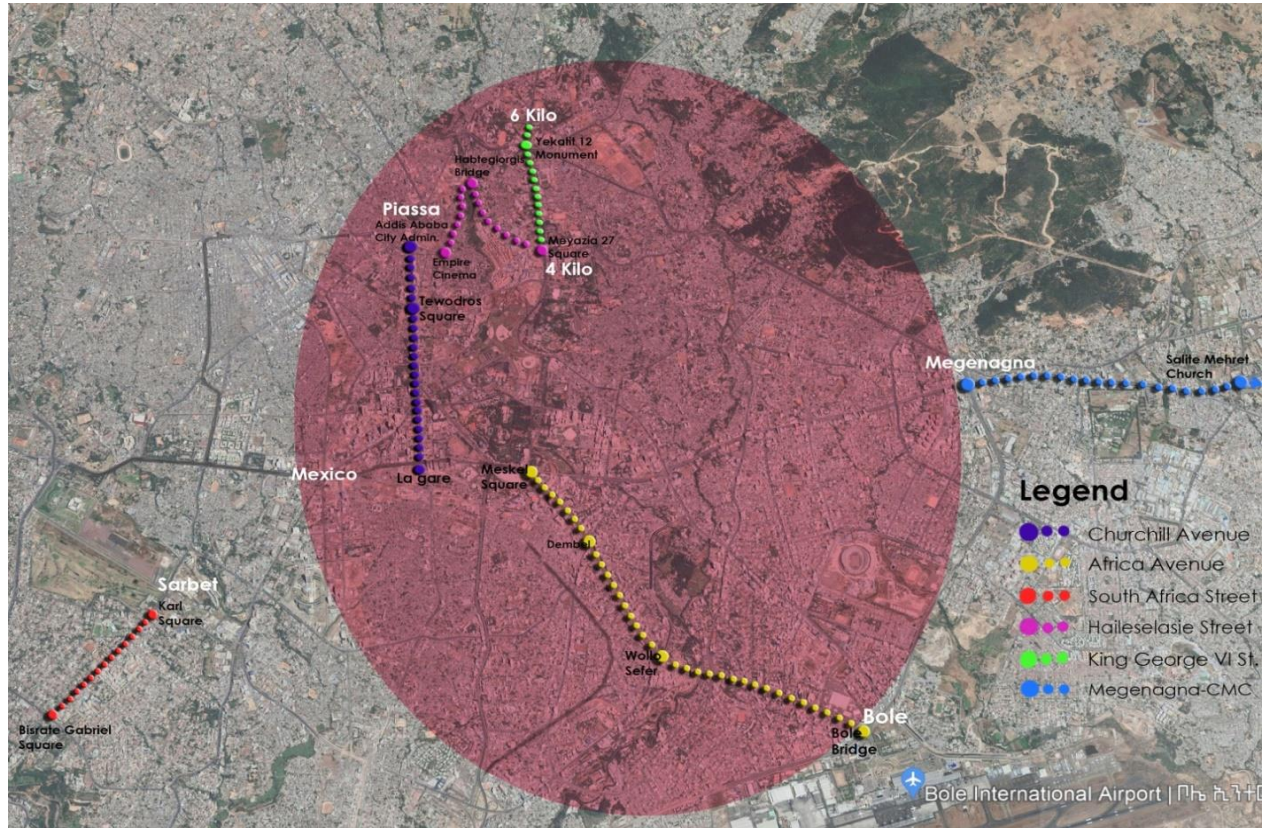 6 Kilo
Yekatit 12
Monument
Habtegiorgis
Bridge
Piassa
Addis Ababa
City Admin.
Meyazia 27
Square
Empire
Cinema
4 Kilo
Tewodros
Square
Megenagna
Salite Mehret
Church
Mexico
La gare
Meskel
Square
Legend
Churchill Avenue
Africa Avenue
South Africa Street
Haileselasie Street
King George VI St.
Megenagna-CMC
Dembel
Sarbet
Karl
Square
Wollo
Sefer
Bisrate Gabriel
Square
Bole
Bole
Bridge
Bole International Airport |